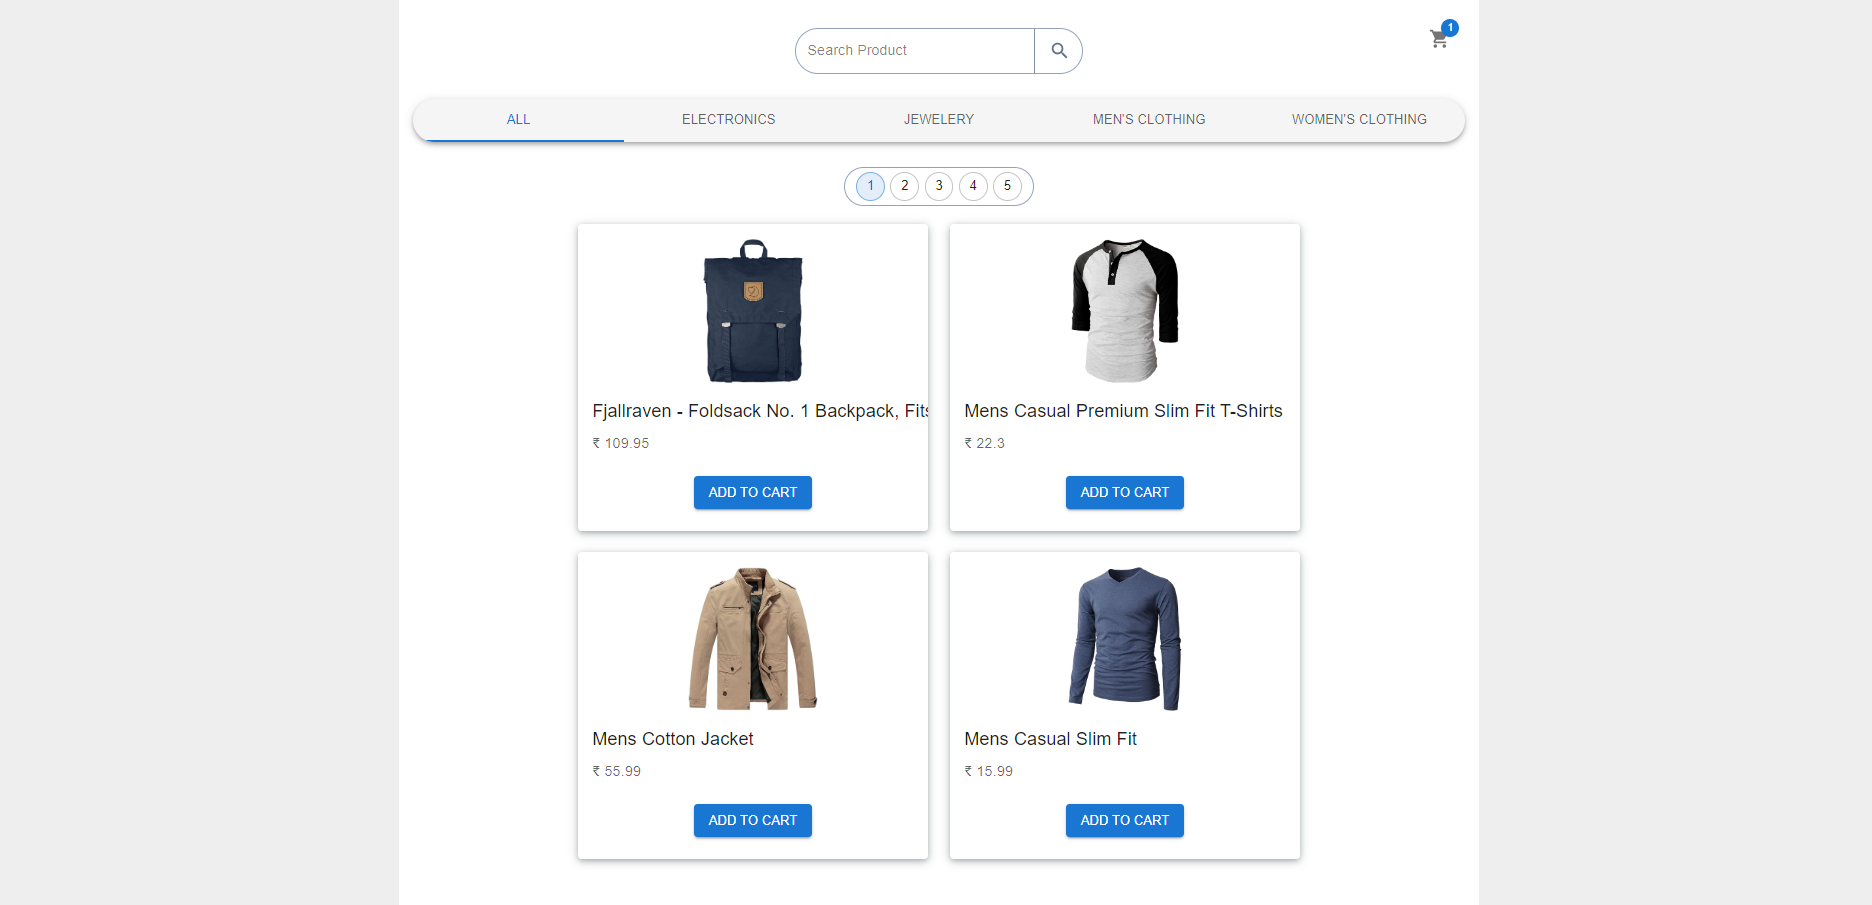 1
Search Product
ALL ELECTRONICS JEWELERY MEN'S CLOTHING WOMEN'S CLOTHING
1 2 3 4 5
Fjallraven - Foldsack No. 1 Backpack, Fits
₹ 109.95
ADD TO CART
Mens Casual Premium Slim Fit T-Shirts
₹ 22.3
ADD TO CART
Mens Cotton Jacket
₹ 55.99
ADD TO CART
Mens Casual Slim Fit
₹ 15.99
ADD TO CART